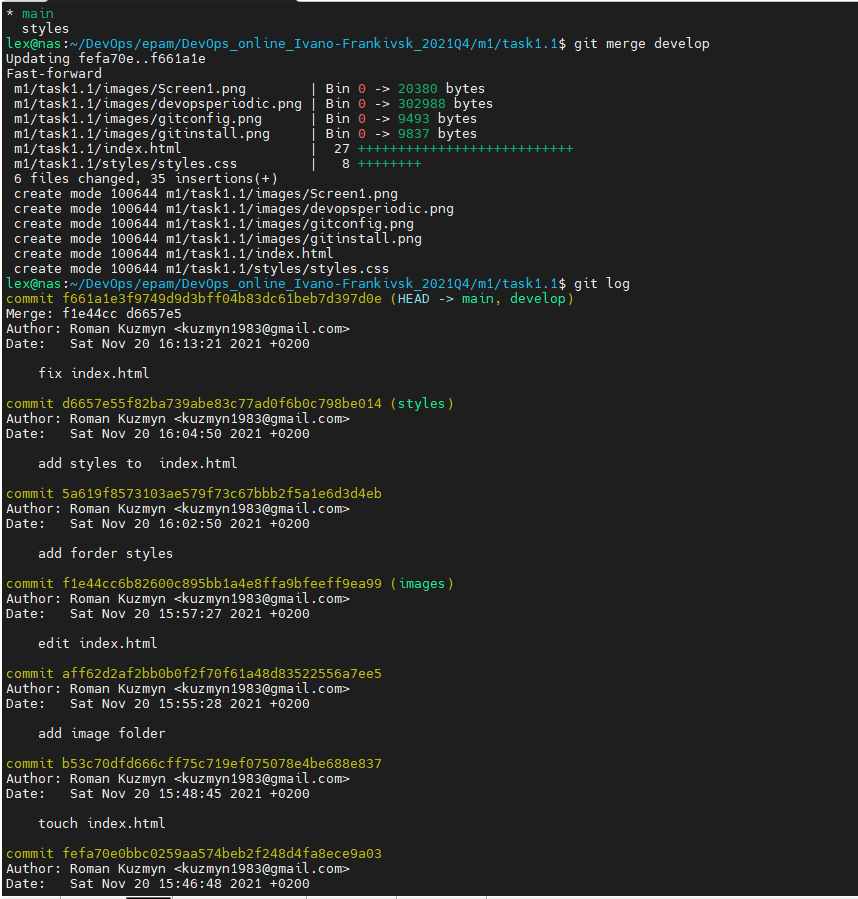 * main
  styles
lex@nas:~/DevOps/epam/DevOps_online_Ivano-Frankivsk_2021Q4/m1/task1.1$ git merge develop
Updating fefa70e..f661a1e
Fast-forward
 m1/task1.1/images/Screen1.png        | Bin 0 -> 20380 bytes
 m1/task1.1/images/devopsperiodic.png | Bin 0 -> 302988 bytes
 m1/task1.1/images/gitconfig.png      | Bin 0 -> 9493 bytes
 m1/task1.1/images/gitinstall.png     | Bin 0 -> 9837 bytes
 m1/task1.1/index.html                |  27 +++++++++++++++++++++++++++
 m1/task1.1/styles/styles.css         |   8 ++++++++
 6 files changed, 35 insertions(+)
 create mode 100644 m1/task1.1/images/Screen1.png
 create mode 100644 m1/task1.1/images/devopsperiodic.png
 create mode 100644 m1/task1.1/images/gitconfig.png
 create mode 100644 m1/task1.1/images/gitinstall.png
 create mode 100644 m1/task1.1/index.html
 create mode 100644 m1/task1.1/styles/styles.css
lex@nas:~/DevOps/epam/DevOps_online_Ivano-Frankivsk_2021Q4/m1/task1.1$ git log
commit f661a1e3f9749d9d3bff04b83dc61beb7d397d0e (HEAD -> main, develop)
Merge: f1e44cc d6657e5
Author: Roman Kuzmyn <kuzmyn1983@gmail.com>
Date:   Sat Nov 20 16:13:21 2021 +0200

    fix index.html

commit d6657e55f82ba739abe83c77ad0f6b0c798be014 (styles)
Author: Roman Kuzmyn <kuzmyn1983@gmail.com>
Date:   Sat Nov 20 16:04:50 2021 +0200

    add styles to  index.html

commit 5a619f8573103ae579f73c67bbb2f5a1e6d3d4eb
Author: Roman Kuzmyn <kuzmyn1983@gmail.com>
Date:   Sat Nov 20 16:02:50 2021 +0200

    add forder styles

commit f1e44cc6b82600c895bb1a4e8ffa9bfeeff9ea99 (images)
Author: Roman Kuzmyn <kuzmyn1983@gmail.com>
Date:   Sat Nov 20 15:57:27 2021 +0200

    edit index.html

commit aff62d2af2bb0b0f2f70f61a48d83522556a7ee5
Author: Roman Kuzmyn <kuzmyn1983@gmail.com>
Date:   Sat Nov 20 15:55:28 2021 +0200

    add image folder

commit b53c70dfd666cff75c719ef075078e4be688e837
Author: Roman Kuzmyn <kuzmyn1983@gmail.com>
Date:   Sat Nov 20 15:48:45 2021 +0200

    touch index.html

commit fefa70e0bbc0259aa574beb2f248d4fa8ece9a03
Author: Roman Kuzmyn <kuzmyn1983@gmail.com>
Date:   Sat Nov 20 15:46:48 2021 +0200